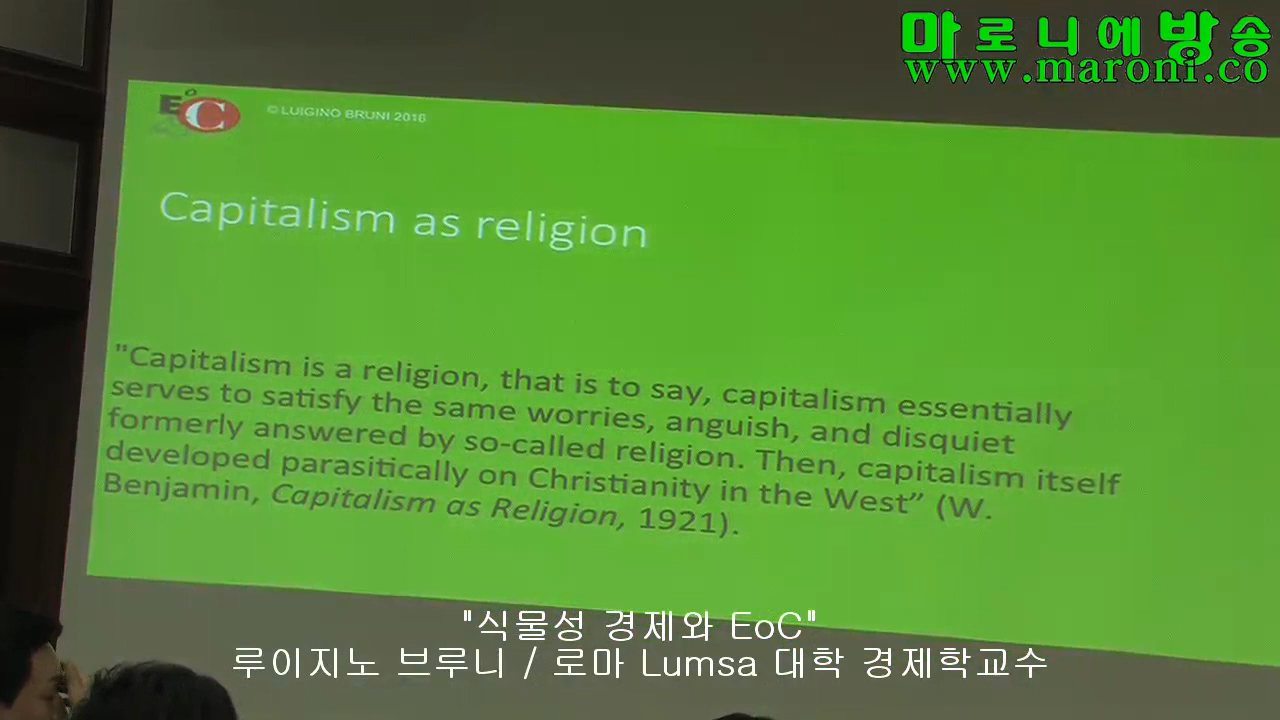 마로니에방송
www.maroni.co
EoC
© LUIGINO BRUNI 2016
Capitalism as religion
"Capitalism is a religion, that is to say, capitalism essentially
serves to satisfy the same worries, anguish, and disquiet
formerly answered by so-called religion. Then, capitalism itself
developed parasitically on Christianity in the West” (W.
Benjamin, Capitalism as Religion, 1921).
"식물성 경제와 EoC"
루이지노 브루니 / 로마 Lumsa 대학 경제학교수